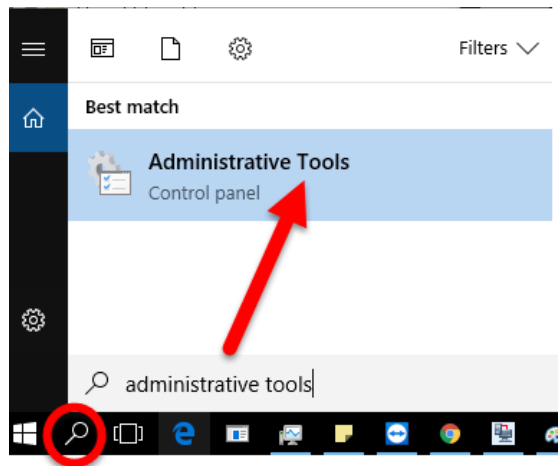 Filters
Best match
Administrative Tools
Control panel
administrative tools